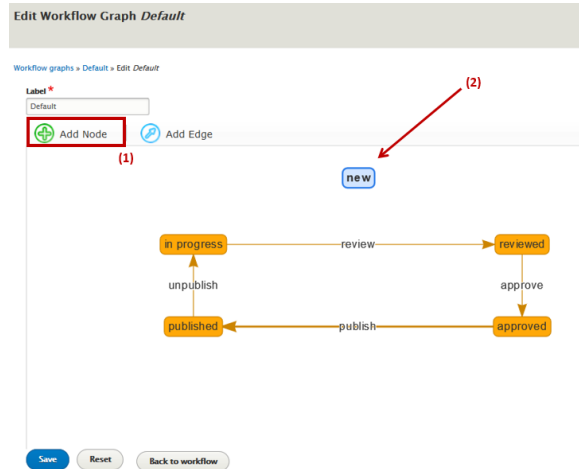 Edit Workflow Graph Default
Workflow graphs » Default » Edit Default
Label *
(2)
Default
Add Node
Add Edge
(1)
new
in progress
review
reviewed
unpublish
approve
published
publish
approved
Save
Reset
Back to workflow